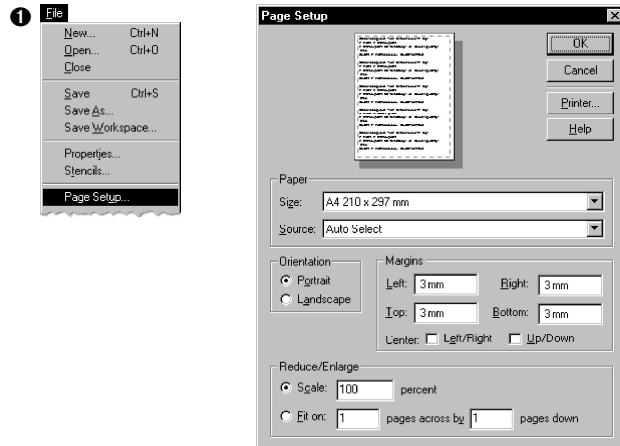 1
File
New... Ctrl+N
Open... Ctrl+O
Close
Save Ctrl+S
Save As...
Save Workspace...
Properties...
Stencils...
Page Setup...
Page Setup
OK
Cancel
Printer...
Help
Paper
Size: A4 210 x 297 mm
Source: Auto Select
Orientation
Portrait
Landscape
Margins
Left: 3 mm Right: 3 mm
Top: 3 mm Bottom: 3 mm
Center: Left/Right Up/Down
Reduce/Enlarge
Scale: 100 percent
Fit on: 1 pages across by 1 pages down